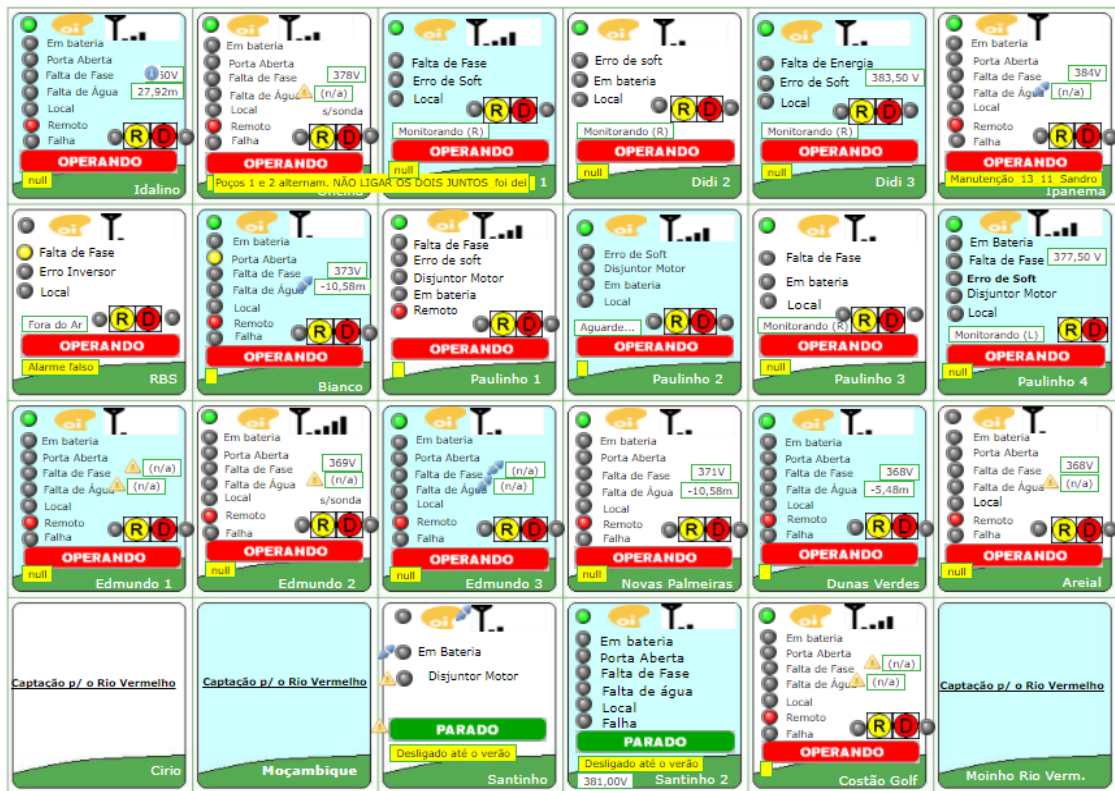 oi
Em bateria
Porta Aberta
Falta de Fase
50V
Falta de Água
27,92m
Local
Remoto
Falha
R D
OPERANDO
null
Idalino
oi
Em bateria
Porta Aberta
Falta de Fase
378V
Falta de Água
(n/a)
Local
s/sonda
Remoto
Falha
R D
OPERANDO
Poços 1 e 2 alternam. NÃO LIGAR OS DOIS JUNTOS_foi dei
oi
Falta de Fase
Erro de Soft
Local
R D
Monitorando (R)
OPERANDO
null
1
oi
Erro de soft
Em bateria
Local
R D
Monitorando (R)
OPERANDO
null
Didi 2
oi
Falta de Energia
Erro de Soft
383,50 V
Local
R D
Monitorando (R)
OPERANDO
null
Didi 3
oi
Em bateria
Porta Aberta
Falta de Fase
384V
Falta de Água
(n/a)
Local
Remoto
Falha
R D
OPERANDO
Manutenção_13_11_Sandro
Ipanema
oi
Falta de Fase
Erro Inversor
Local
Fora do Ar
R D
OPERANDO
Alarme falso
RBS
oi
Em bateria
Porta Aberta
Falta de Fase
373V
Falta de Água
-10,58m
Local
Remoto
Falha
R D
OPERANDO
Bianco
oi
Falta de Fase
Erro de soft
Disjuntor Motor
Em bateria
Remoto
R D
OPERANDO
Paulinho 1
oi
Erro de Soft
Disjuntor Motor
Em bateria
Local
Aguarde...
R D
OPERANDO
Paulinho 2
oi
Falta de Fase
Em bateria
Local
Monitorando (R)
R D
OPERANDO
null
Paulinho 3
oi
Em Bateria
Falta de Fase
377,50 V
Erro de Soft
Disjuntor Motor
Local
Monitorando (L)
R D
OPERANDO
null
Paulinho 4
oi
Em bateria
Porta Aberta
Falta de Fase
(n/a)
Falta de Água
(n/a)
Local
Remoto
Falha
R D
OPERANDO
null
Edmundo 1
oi
Em bateria
Porta Aberta
Falta de Fase
369V
Falta de Água
(n/a)
Local
s/sonda
Remoto
Falha
R D
OPERANDO
null
Edmundo 2
oi
Em bateria
Porta Aberta
Falta de Fase
(n/a)
Falta de Água
(n/a)
Local
Remoto
Falha
R D
OPERANDO
null
Edmundo 3
oi
Em bateria
Porta Aberta
Falta de Fase
371V
Falta de Água
-10,58m
Local
Remoto
Falha
R D
OPERANDO
null
Novas Palmeiras
oi
Em bateria
Porta Aberta
Falta de Fase
368V
Falta de Água
-5,48m
Local
Remoto
Falha
R D
OPERANDO
Dunas Verdes
oi
Em bateria
Porta Aberta
Falta de Fase
368V
Falta de Água
(n/a)
Local
Remoto
Falha
R D
OPERANDO
null
Areial
Captação p/ o Rio Vermelho
Cirio
Captação p/ o Rio Vermelho
Moçambique
oi
Em Bateria
Disjuntor Motor
PARADO
Desligado até o verão
Santinho
oi
Em bateria
Porta Aberta
Falta de Fase
Falta de água
Local
Falha
PARADO
Desligado até o verão
381,00V
Santinho 2
oi
Em bateria
Porta Aberta
Falta de Fase
(n/a)
Falta de Água
(n/a)
Local
Remoto
Falha
R D
OPERANDO
Costão Golf
Captação p/ o Rio Vermelho
Moinho Rio Verm.